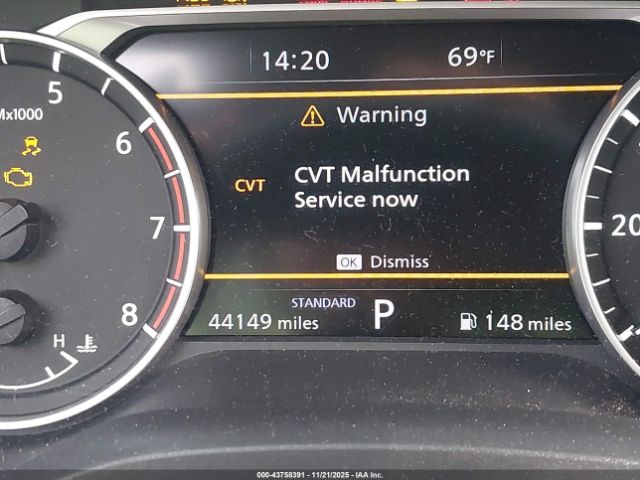 14:20 69°F
Warning
CVT CVT Malfunction
Service now
OK Dismiss
STANDARD
44149 miles P 148 miles
5
x1000
6
7
8
H
20
000-43758391 - 11/21/2025 - IAA Inc.